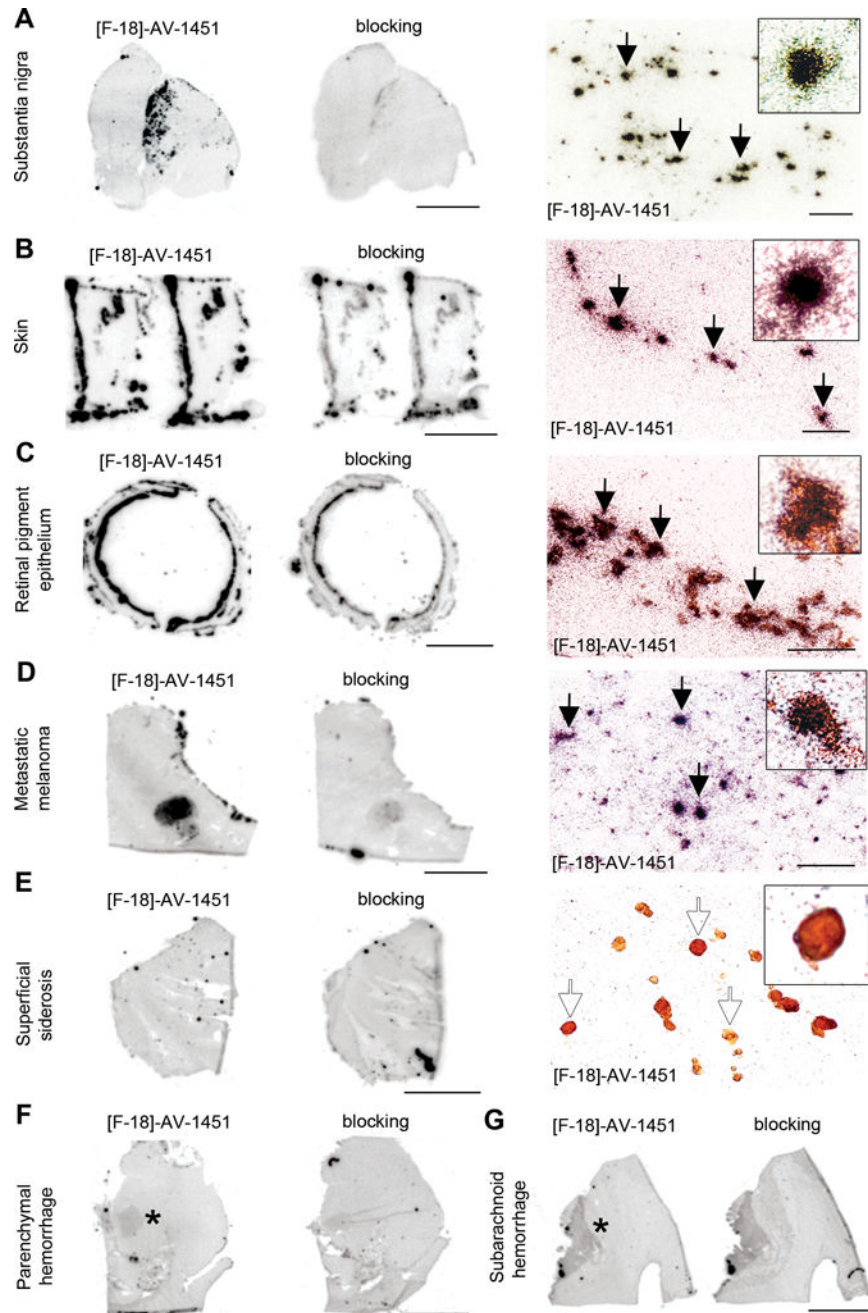 A
[F-18]-AV-1451
blocking
Substantia nigra
[F-18]-AV-1451
B
[F-18]-AV-1451
blocking
Skin
[F-18]-AV-1451
C
[F-18]-AV-1451
blocking
Retinal pigment
epithelium
[F-18]-AV-1451
D
[F-18]-AV-1451
blocking
Metastatic
melanoma
[F-18]-AV-1451
E
[F-18]-AV-1451
blocking
Superficial
siderosis
[F-18]-AV-1451
F
[F-18]-AV-1451
blocking
Parenchymal
hemorrhage
*
G
[F-18]-AV-1451
blocking
Subarachnoid
hemorrhage
*